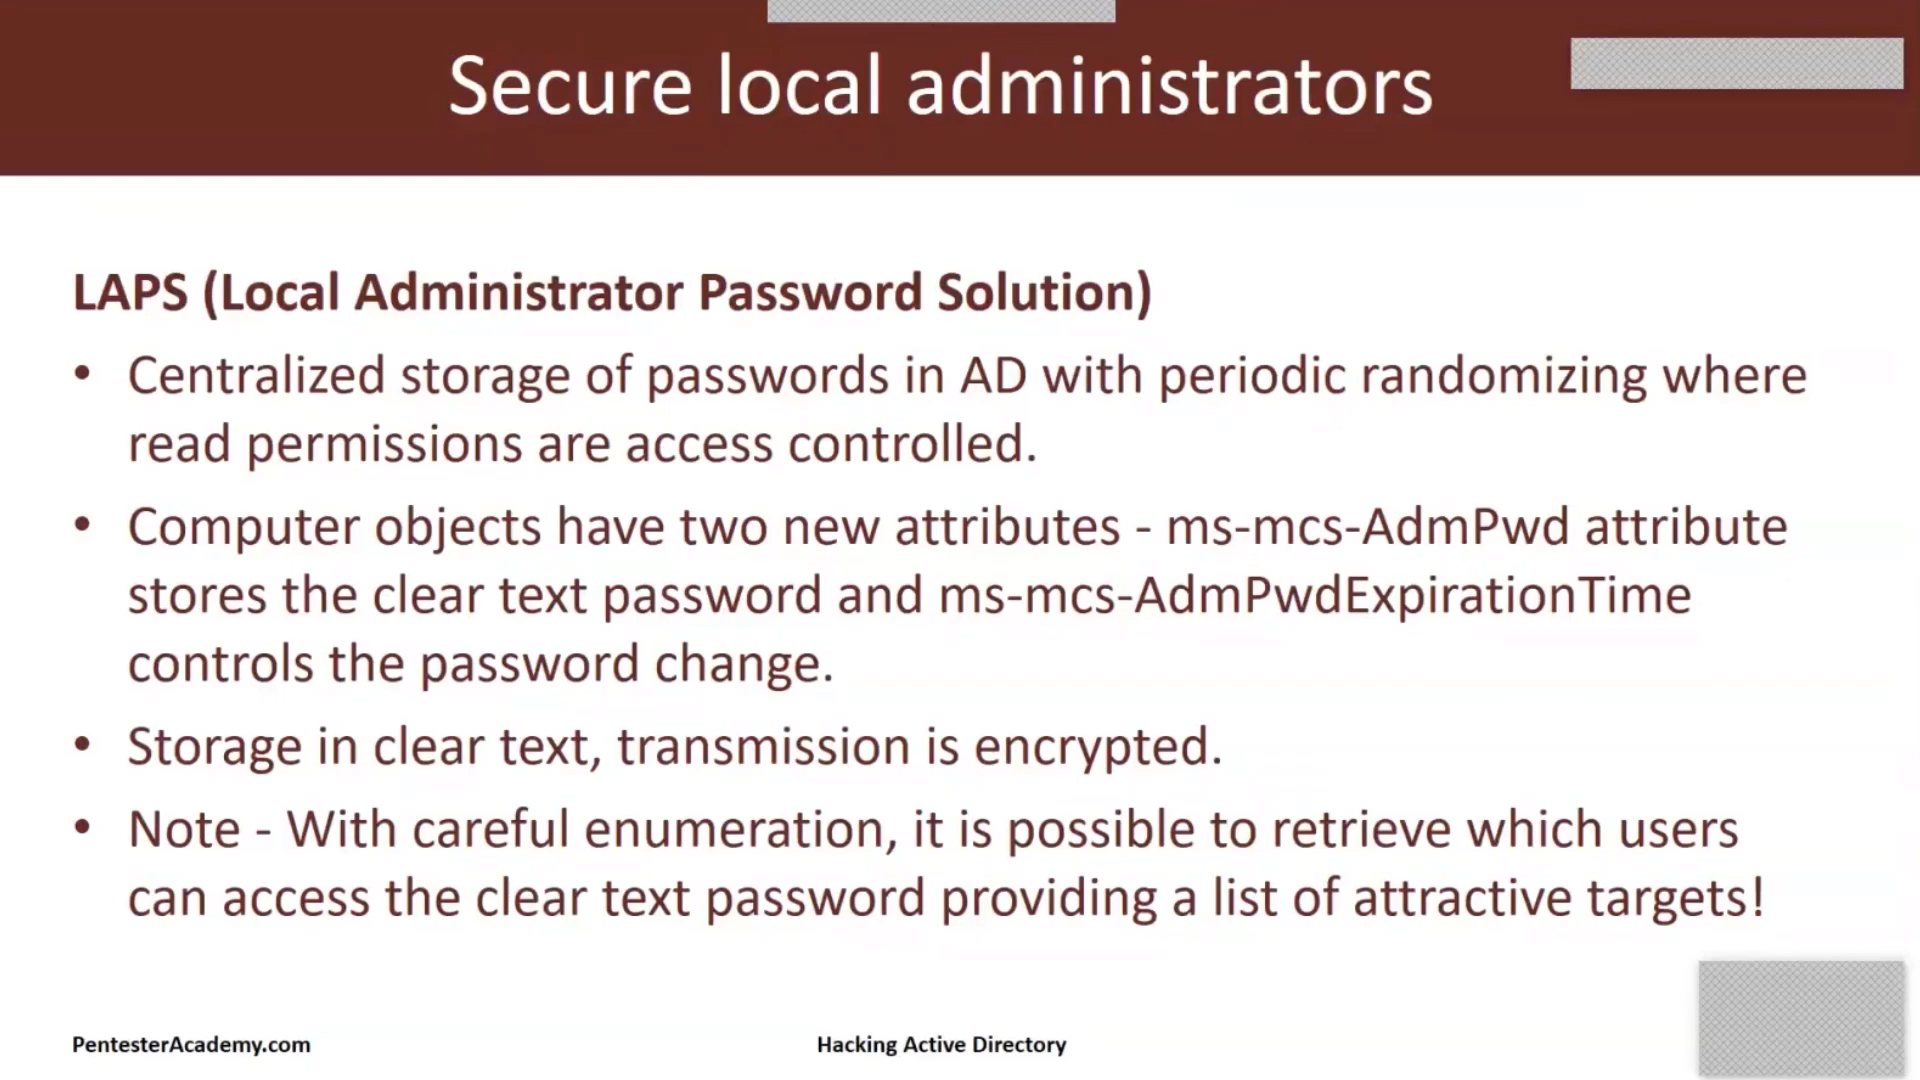 Secure local administrators
LAPS (Local Administrator Password Solution)
• Centralized storage of passwords in AD with periodic randomizing where
read permissions are access controlled.
• Computer objects have two new attributes - ms-mcs-AdmPwd attribute
stores the clear text password and ms-mcs-AdmPwdExpirationTime
controls the password change.
• Storage in clear text, transmission is encrypted.
• Note - With careful enumeration, it is possible to retrieve which users
can access the clear text password providing a list of attractive targets!
PentesterAcademy.com
Hacking Active Directory